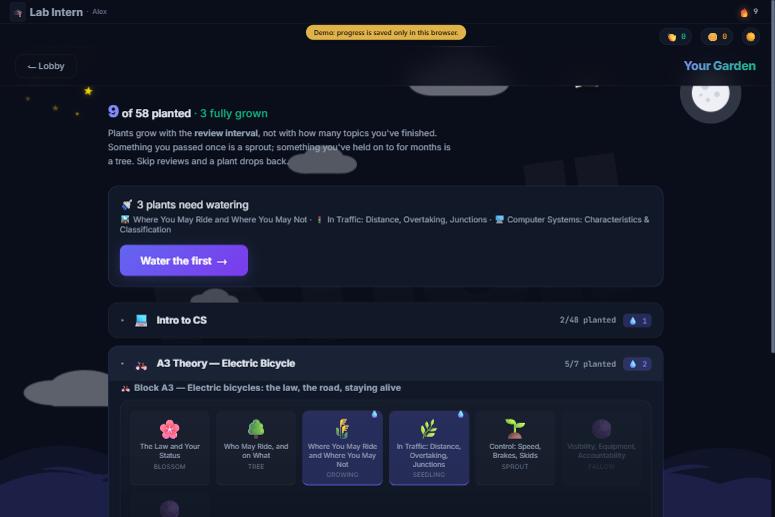 Lab Intern · Alex
9
Demo: progress is saved only in this browser.
0
0
← Lobby
Your Garden
9 of 58 planted · 3 fully grown
Plants grow with the review interval, not with how many topics you've finished.
Something you passed once is a sprout; something you've held on to for months is
a tree. Skip reviews and a plant drops back.
3 plants need watering
Where You May Ride and Where You May Not · In Traffic: Distance, Overtaking, Junctions · Computer Systems: Characteristics &
Classification
Water the first →
Intro to CS
2/48 planted
1
A3 Theory — Electric Bicycle
5/7 planted
2
Block A3 — Electric bicycles: the law, the road, staying alive
The Law and Your
Status
BLOSSOM
Who May Ride, and
on What
TREE
Where You May Ride
and Where You May
Not
GROWING
In Traffic: Distance,
Overtaking,
Junctions
SEEDLING
Control: Speed,
Brakes, Skids
SPROUT
Visibility, Equipment,
Accountability
FALLOW